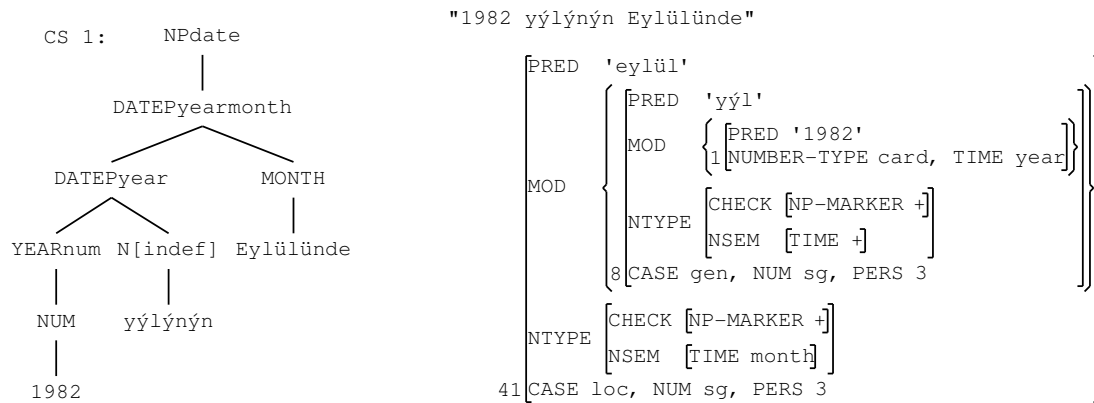 CS 1: NPdate
DATEPyearmonth
DATEPyear MONTH
YEARnum N[indef] Eylülünde
NUM yýlýnýn
1982
"1982 yýlýnýn Eylülünde"
PRED 'eylül'
PRED 'yýl'
MOD
PRED '1982'
1 NUMBER-TYPE card, TIME year
MOD
NTYPE
CHECK [NP-MARKER +]
NSEM [TIME +]
8 CASE gen, NUM sg, PERS 3
NTYPE
CHECK [NP-MARKER +]
NSEM [TIME month]
41 CASE loc, NUM sg, PERS 3